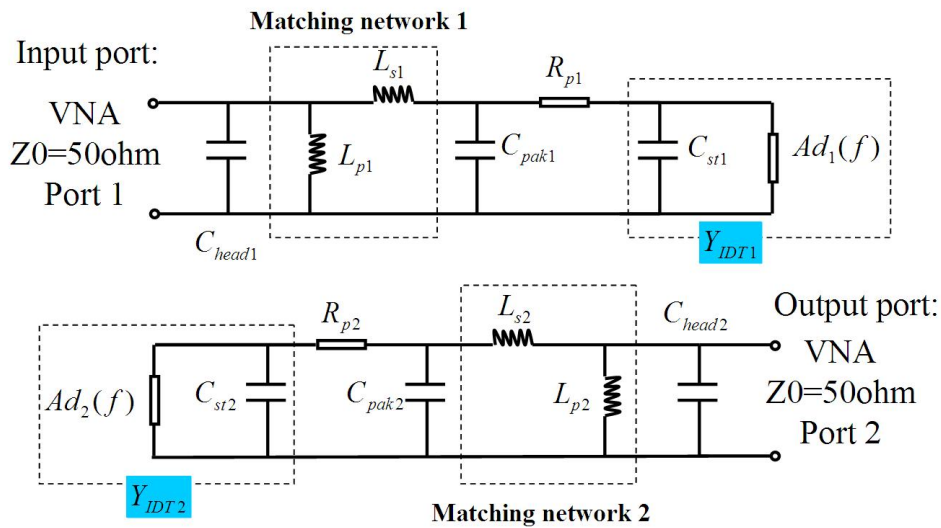 Matching network 1
Input port:
L_s1
R_p1
VNA
Z0=50ohm
Port 1
L_p1
C_pak1
C_st1
Ad_1(f)
C_head1
Y_IDT1
Output port:
R_p2
L_s2
C_head2
VNA
Z0=50ohm
Port 2
Ad_2(f)
C_st2
C_pak2
L_p2
Y_IDT2
Matching network 2